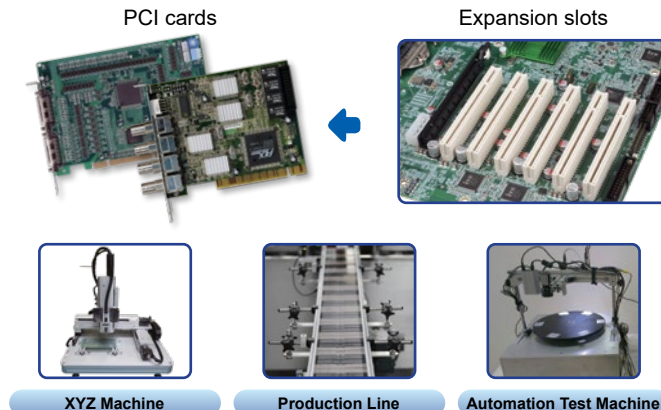 PCI cards
Expansion slots
XYZ Machine
Production Line
Automation Test Machine